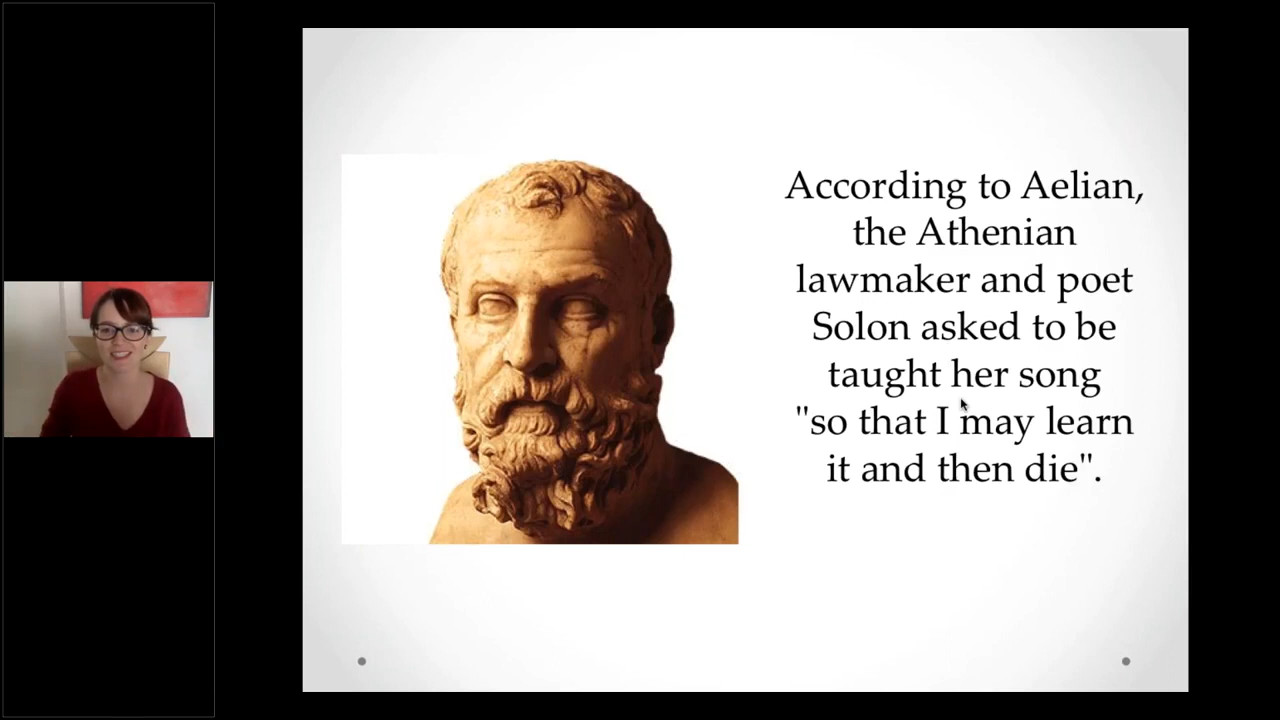 According to Aelian,
the Athenian
lawmaker and poet
Solon asked to be
taught her song
"so that I may learn
it and then die".